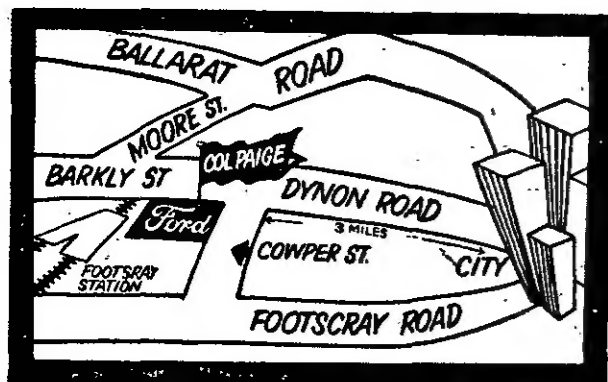 BALLARAT ROAD
MOORE ST.
COL PAIGE
BARKLY ST
DYNON ROAD
Ford
3 MILES
COWPER ST.
CITY
FOOTSRAY
STATION
FOOTSCRAY ROAD